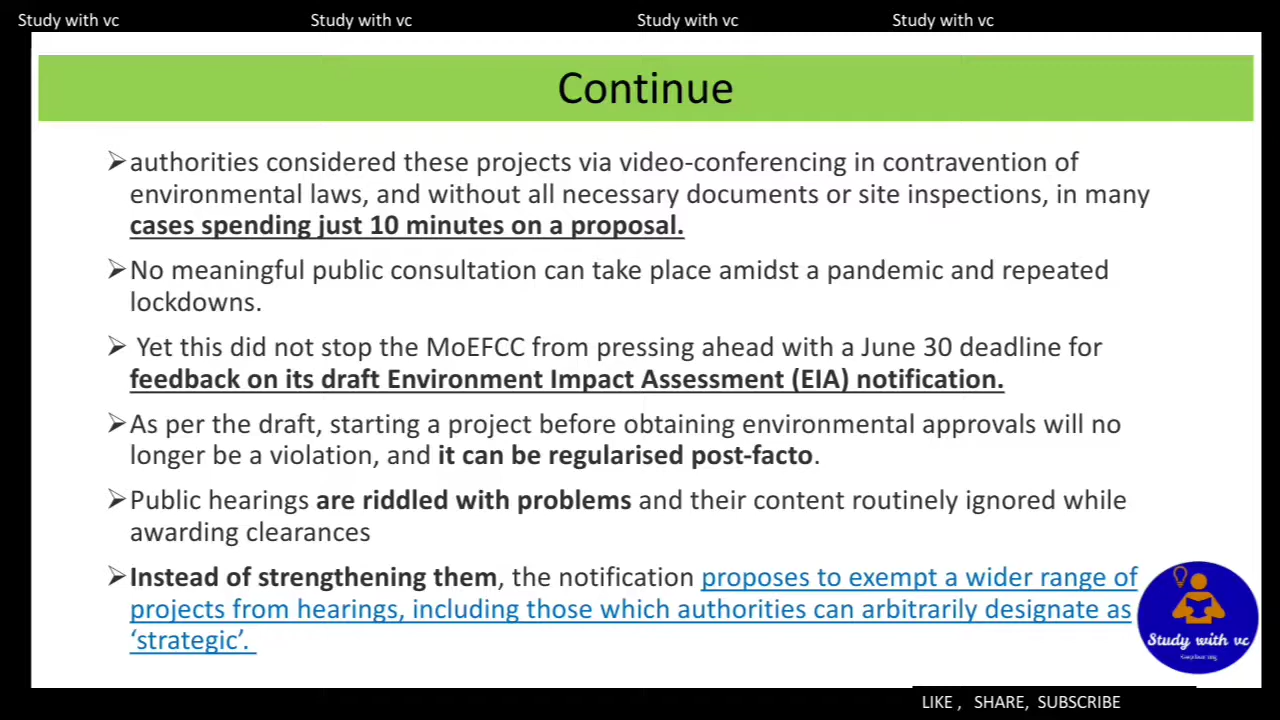 Study with vc Study with vc Study with vc Study with vc
Continue
➢authorities considered these projects via video-conferencing in contravention of
environmental laws, and without all necessary documents or site inspections, in many
cases spending just 10 minutes on a proposal.
➢No meaningful public consultation can take place amidst a pandemic and repeated
lockdowns.
➢ Yet this did not stop the MoEFCC from pressing ahead with a June 30 deadline for
feedback on its draft Environment Impact Assessment (EIA) notification.
➢As per the draft, starting a project before obtaining environmental approvals will no
longer be a violation, and it can be regularised post-facto.
➢Public hearings are riddled with problems and their content routinely ignored while
awarding clearances
➢Instead of strengthening them, the notification proposes to exempt a wider range of
projects from hearings, including those which authorities can arbitrarily designate as
‘strategic’.
Study with vc
LIKE , SHARE, SUBSCRIBE